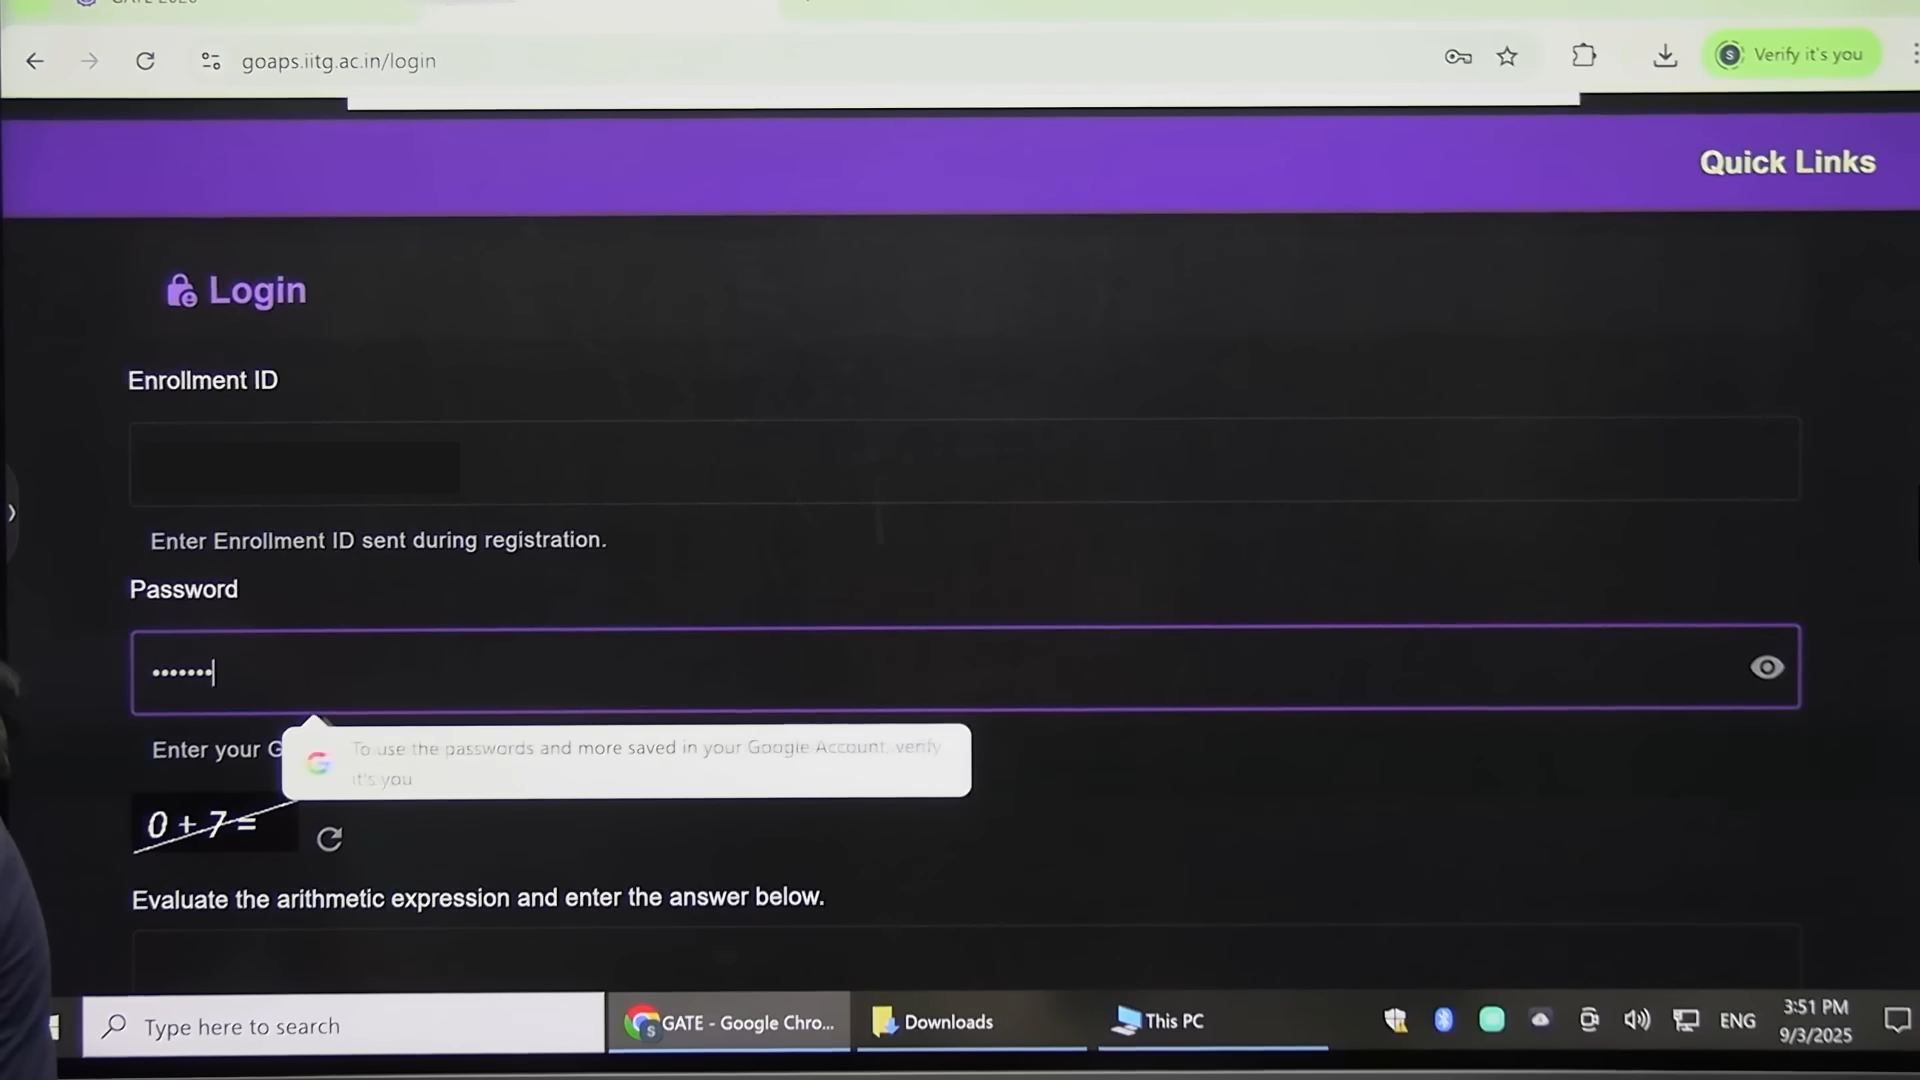 goaps.iitg.ac.in/login
S Verify it's you
Quick Links
Login
Enrollment ID
Enter Enrollment ID sent during registration.
Password
•••••••
Enter your G
To use the passwords and more saved in your Google Account, verify
it's you
0 + 7 =
Evaluate the arithmetic expression and enter the answer below.
Type here to search
GATE - Google Chro...
Downloads
This PC
ENG
3:51 PM
9/3/2025